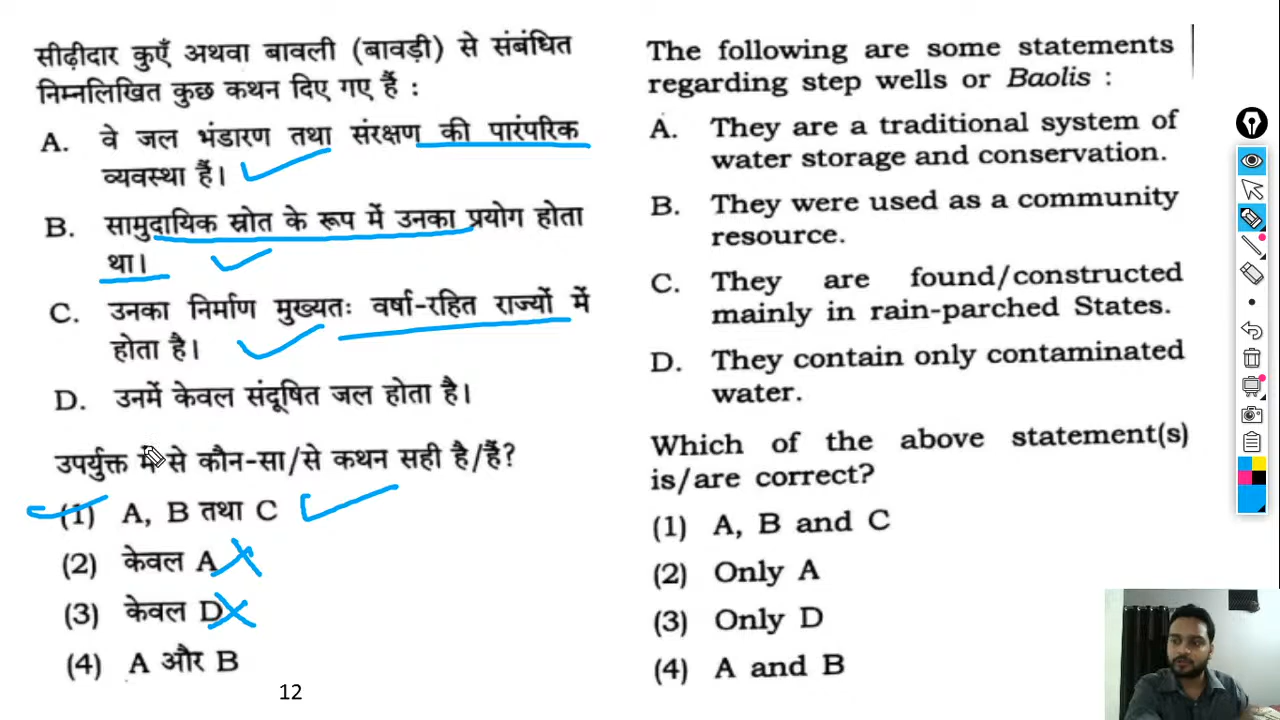 सीढ़ीदार कुएँ अथवा बावली (बावड़ी) से संबंधित
निम्नलिखित कुछ कथन दिए गए हैं :
A. वे जल भंडारण तथा संरक्षण की पारंपरिक
व्यवस्था हैं।
B. सामुदायिक स्रोत के रूप में उनका प्रयोग होता
था।
C. उनका निर्माण मुख्यतः वर्षा-रहित राज्यों में
होता है।
D. उनमें केवल संदूषित जल होता है।
उपर्युक्त में से कौन-सा/से कथन सही है/हैं?
(1) A, B तथा C
(2) केवल A
(3) केवल D
(4) A और B
12
The following are some statements
regarding step wells or Baolis :
A. They are a traditional system of
water storage and conservation.
B. They were used as a community
resource.
C. They are found/constructed
mainly in rain-parched States.
D. They contain only contaminated
water.
Which of the above statement(s)
is/are correct?
(1) A, B and C
(2) Only A
(3) Only D
(4) A and B